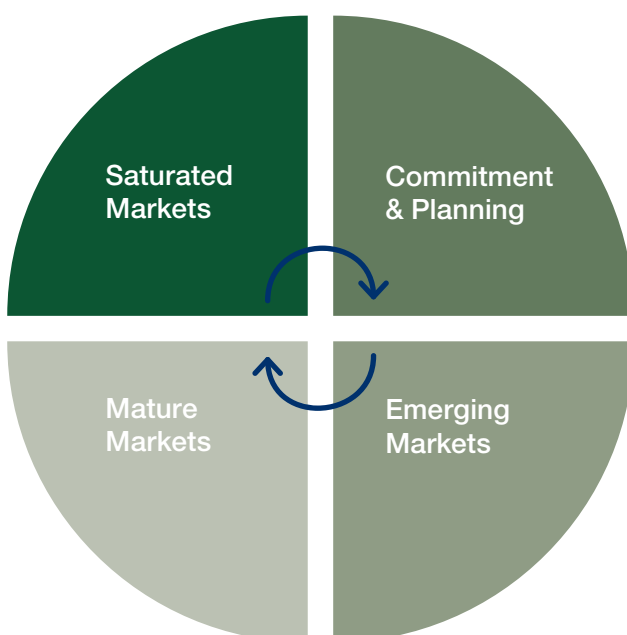 Saturated
Markets
Commitment
& Planning
Mature
Markets
Emerging
Markets